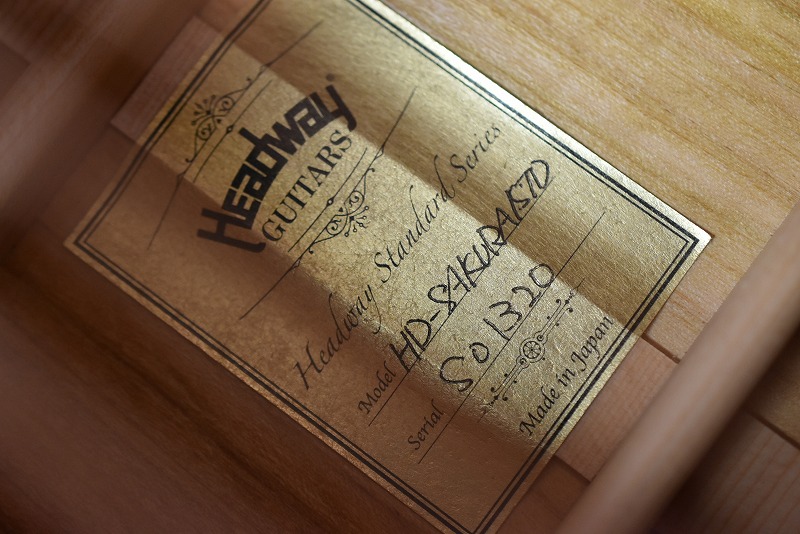 Headway
GUITARS
Headway Standard Series
Model HD-SAKURA/STD
Serial S01320
Made in Japan